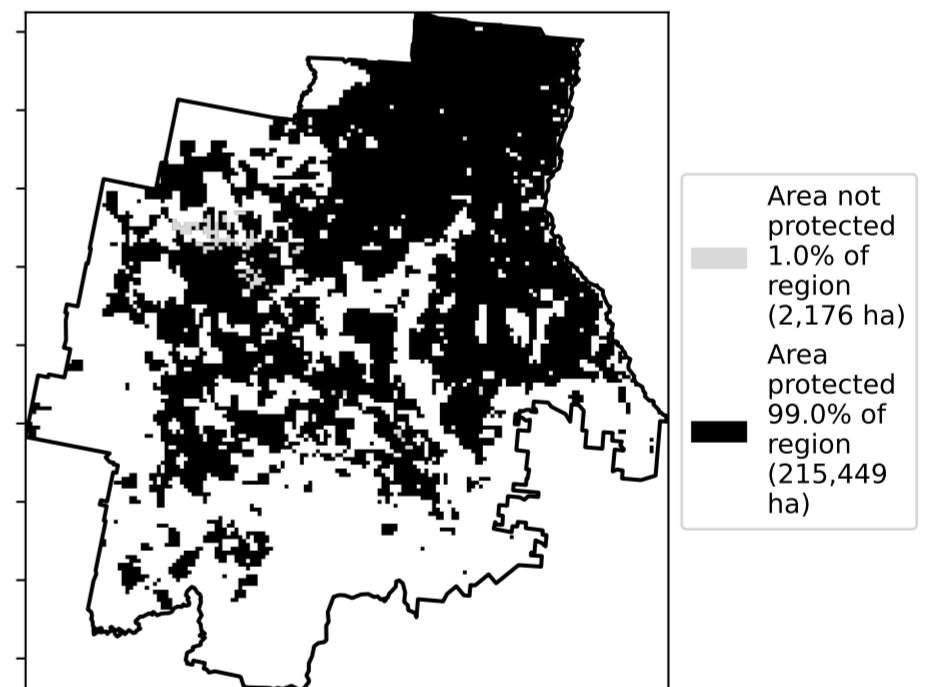 Area not
protected
1.0% of
region
(2,176 ha)
Area
protected
99.0% of
region
(215,449
ha)